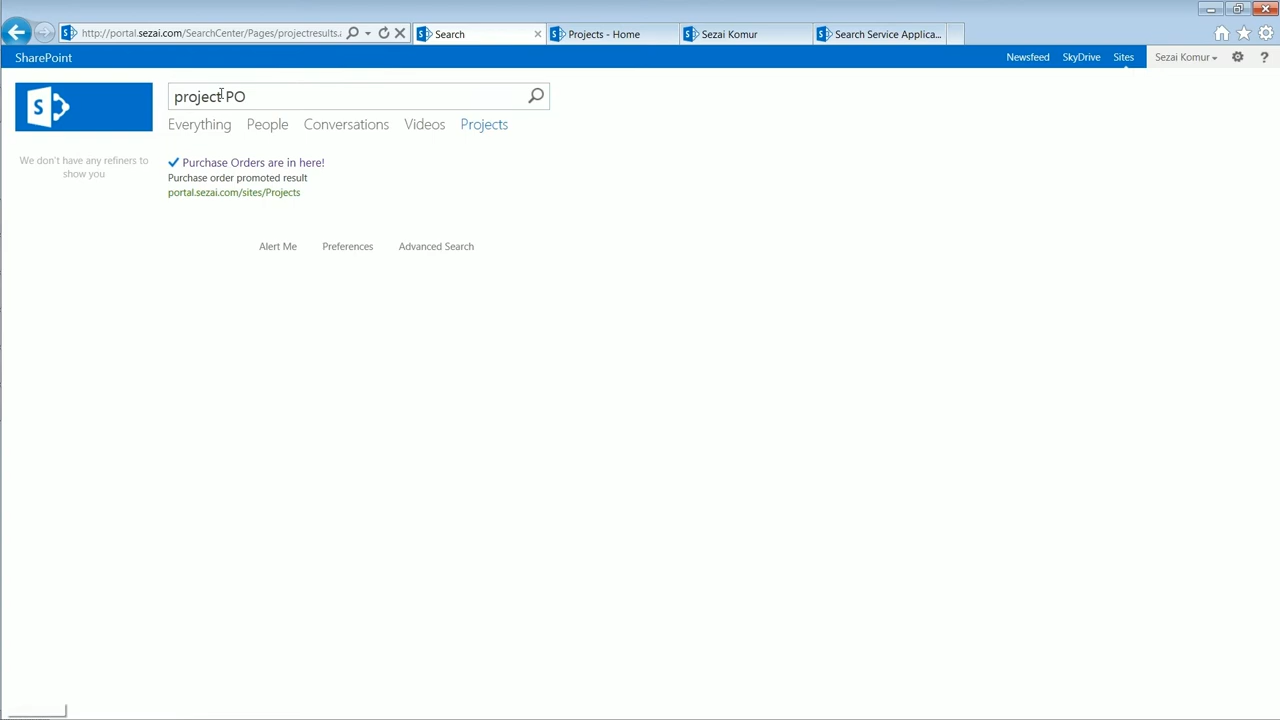 http://portal.sezai.com/SearchCenter/Pages/projectresults.
Search
Projects - Home
Sezai Komur
Search Service Applica...
SharePoint
Newsfeed
SkyDrive
Sites
Sezai Komur
?
project PO
S
Everything
People
Conversations
Videos
Projects
We don't have any refiners to
show you
Purchase Orders are in here!
Purchase order promoted result
portal.sezai.com/sites/Projects
Alert Me
Preferences
Advanced Search